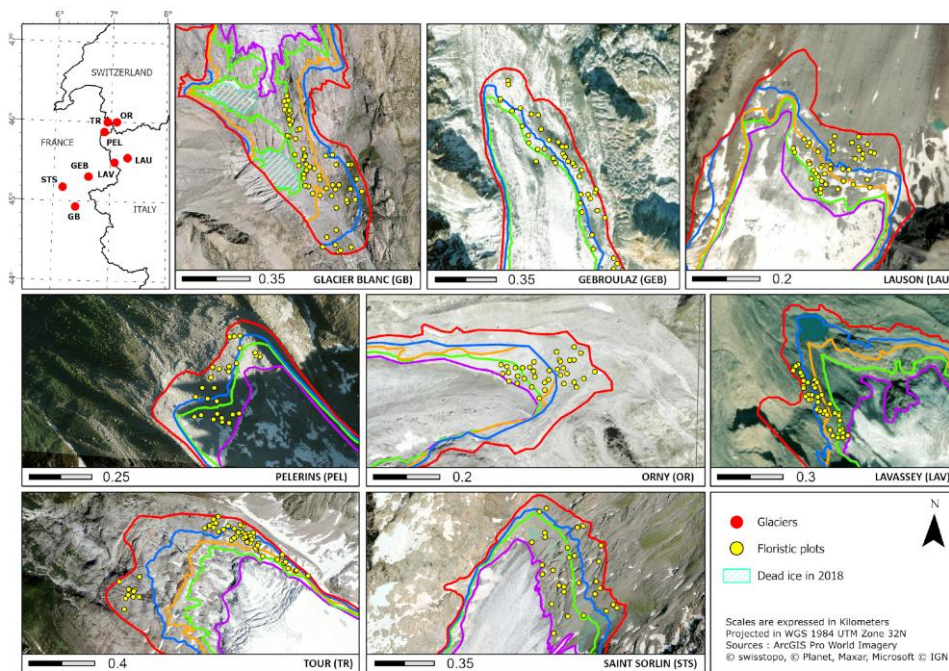 6°
7°
8°
47°
SWITZERLAND
46°
TR
OR
PEL
FRANCE
LAU
GEB
LAV
STS
45°
ITALY
GB
44°
0.35
GLACIER BLANC (GB)
0.35
GEBROULAZ (GEB)
0.2
LAUSON (LAU
0.25
PELERINS (PEL)
0.2
ORNY (OR)
0.3
LAVASSEY (LAV)
0.4
TOUR (TR)
0.35
SAINT SORLIN (STS)
N
Glaciers
Floristic plots
Dead ice in 2018
Scales are expressed in Kilometers
Projected in WGS 1984 UTM Zone 32N
Sources : ArcGIS Pro World Imagery
© swisstopo, © Planet, Maxar, Microsoft © IGN